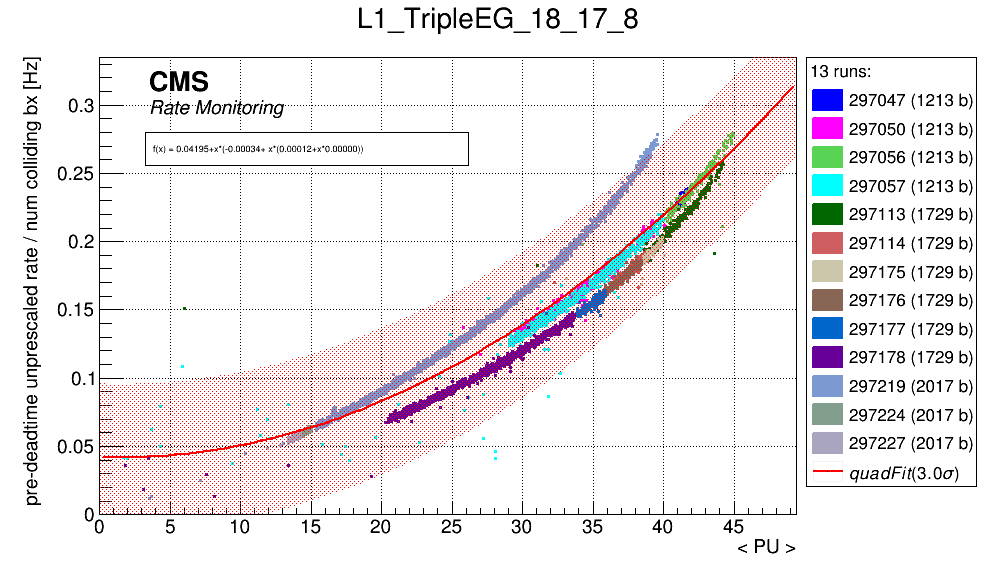 L1_TripleEG_18_17_8
pre-deadtime unprescaled rate / num colliding bx [Hz]
CMS
Rate Monitoring
f(x) = 0.04195+x*(-0.00034+ x*(0.00012+x*0.00000))
0.3
0.25
0.2
0.15
0.1
0.05
0
0 5 10 15 20 25 30 35 40 45
< PU >
13 runs:
297047 (1213 b)
297050 (1213 b)
297056 (1213 b)
297057 (1213 b)
297113 (1729 b)
297114 (1729 b)
297175 (1729 b)
297176 (1729 b)
297177 (1729 b)
297178 (1729 b)
297219 (2017 b)
297224 (2017 b)
297227 (2017 b)
quadFit(3.0σ)